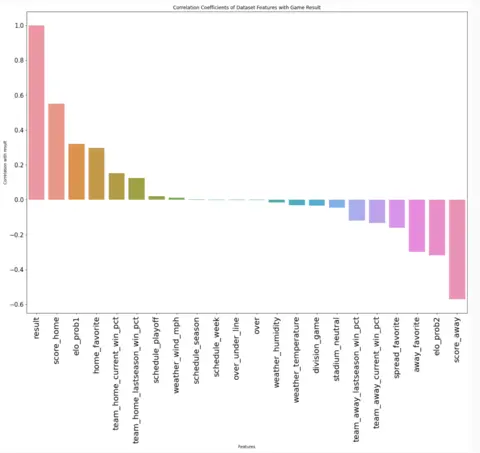 Correlation Coefficients of Dataset Features with Game Result
Correlation with result
1.0
0.8
0.6
0.4
0.2
0.0
−0.2
−0.4
−0.6
result
score_home
elo_prob1
home_favorite
team_home_current_win_pct
team_home_lastseason_win_pct
schedule_playoff
weather_wind_mph
schedule_season
schedule_week
over_under_line
over
weather_humidity
weather_temperature
division_game
stadium_neutral
team_away_lastseason_win_pct
team_away_current_win_pct
spread_favorite
away_favorite
elo_prob2
score_away
Features